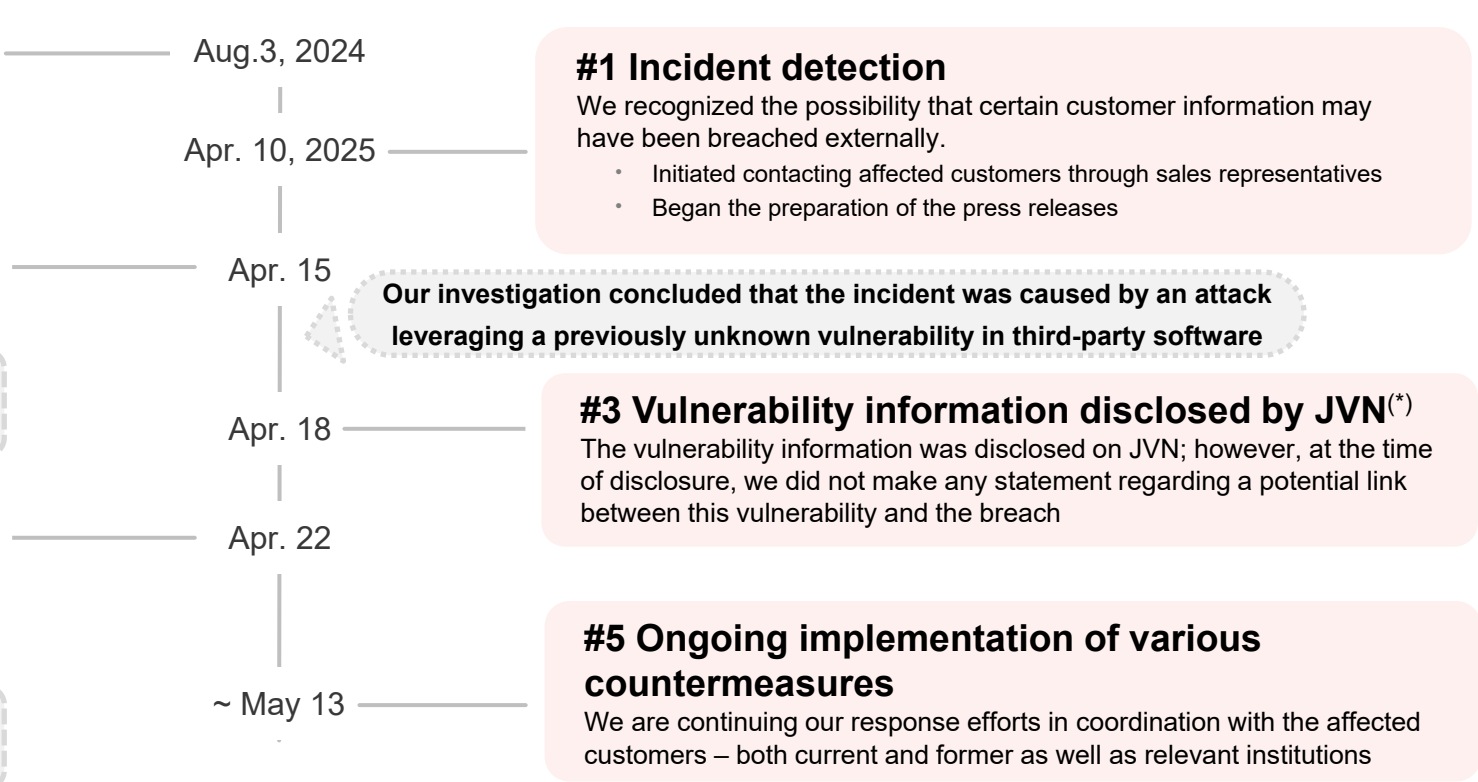 Aug.3, 2024
#1 Incident detection
We recognized the possibility that certain customer information may
have been breached externally.
Apr. 10, 2025
• Initiated contacting affected customers through sales representatives
• Began the preparation of the press releases
Apr. 15
Our investigation concluded that the incident was caused by an attack
leveraging a previously unknown vulnerability in third-party software
Apr. 18
#3 Vulnerability information disclosed by JVN(*)
The vulnerability information was disclosed on JVN; however, at the time
of disclosure, we did not make any statement regarding a potential link
between this vulnerability and the breach
Apr. 22
#5 Ongoing implementation of various
countermeasures
~ May 13
We are continuing our response efforts in coordination with the affected
customers – both current and former as well as relevant institutions